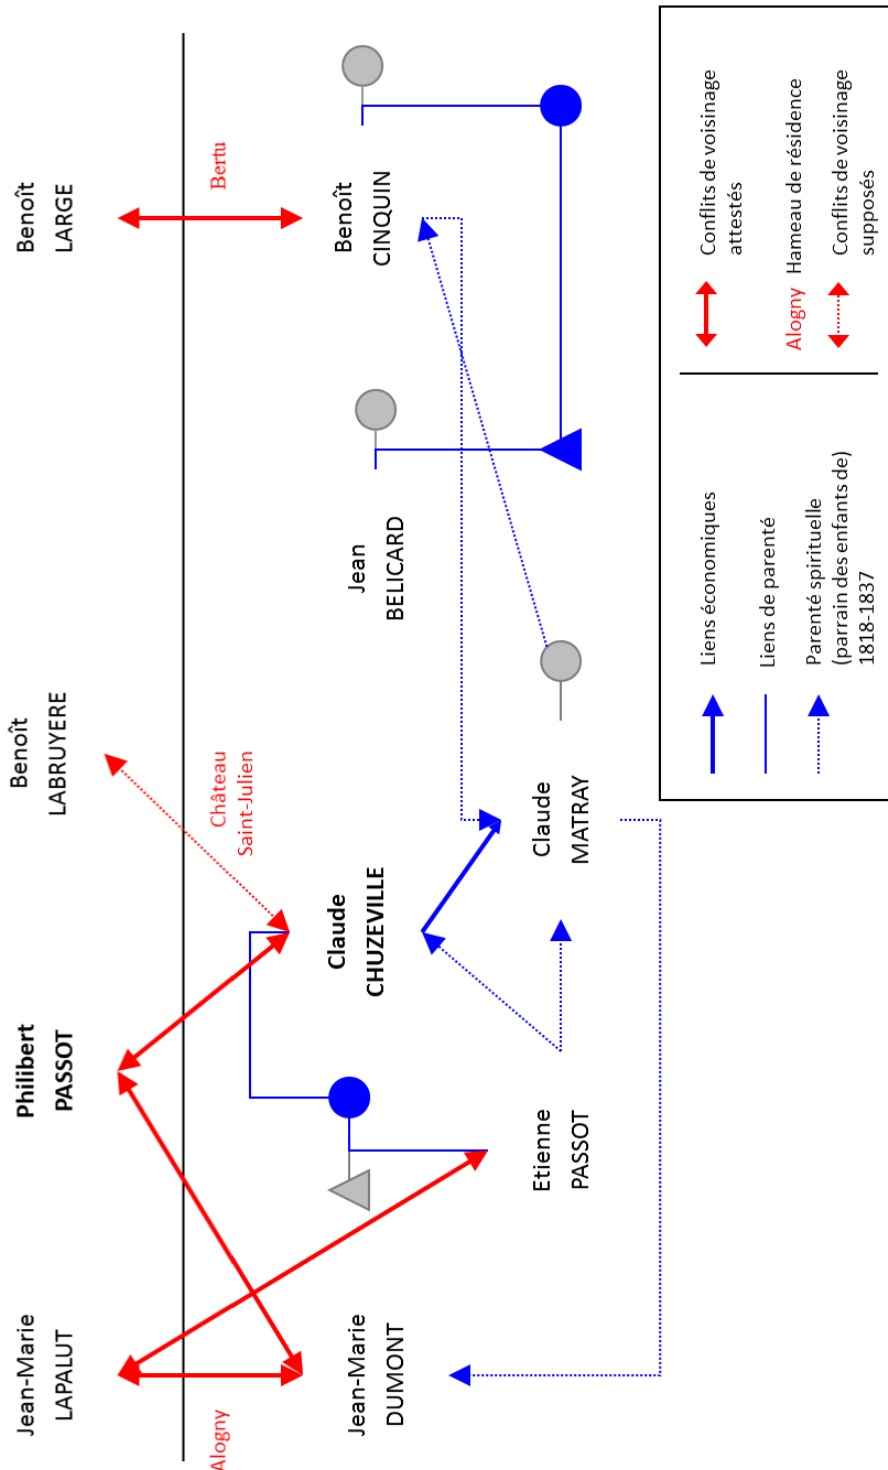 Jean-Marie
LAPALUT
Philibert
PASSOT
Benoît
LABRUYERE
Benoît
LARGE
Alogny
Château
Saint-Julien
Bertu
Jean-Marie
DUMONT
Claude
CHUZEVILLE
Jean
BELICARD
Benoît
CINQUIN
Etienne
PASSOT
Claude
MATRAY
Liens économiques
Liens de parenté
Parenté spirituelle
(parrain des enfants de)
1818-1837
Conflits de voisinage
attestés
Alogny Hameau de résidence
Conflits de voisinage
supposés